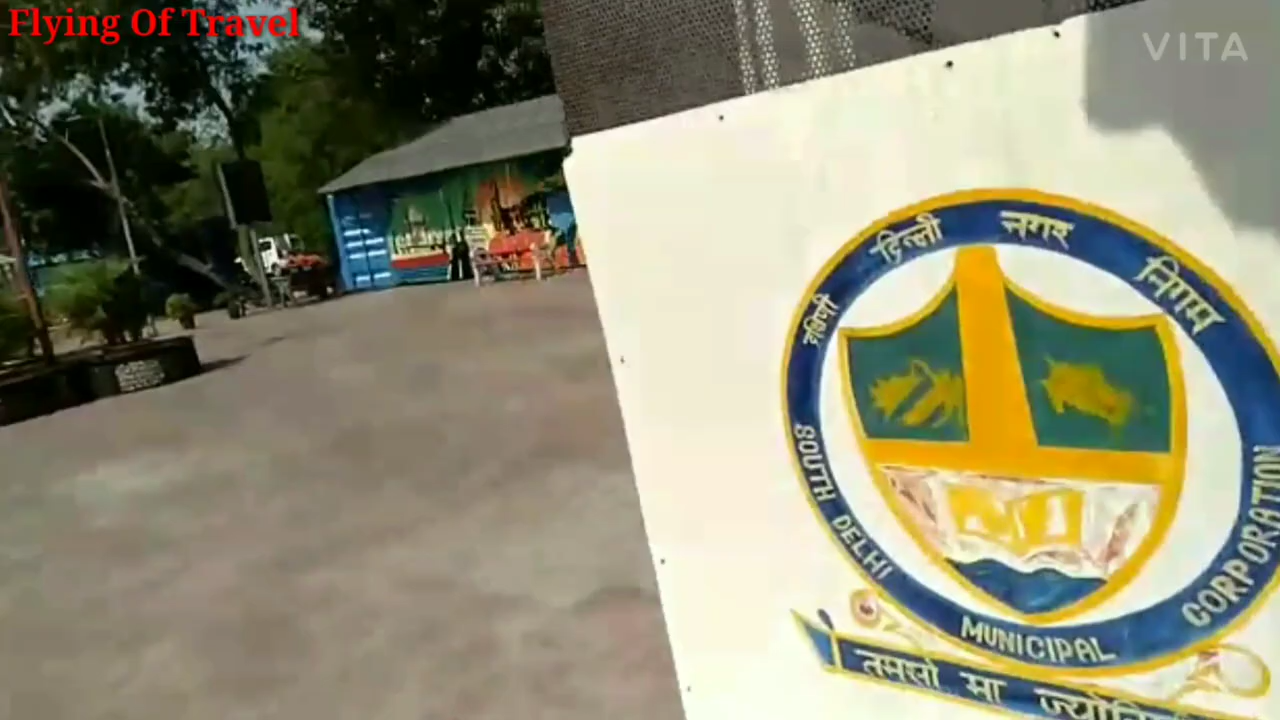 Flying Of Travel
VITA
दक्षिणी दिल्ली नगर निगम
SOUTH DELHI MUNICIPAL CORPORATION
तमसो मा